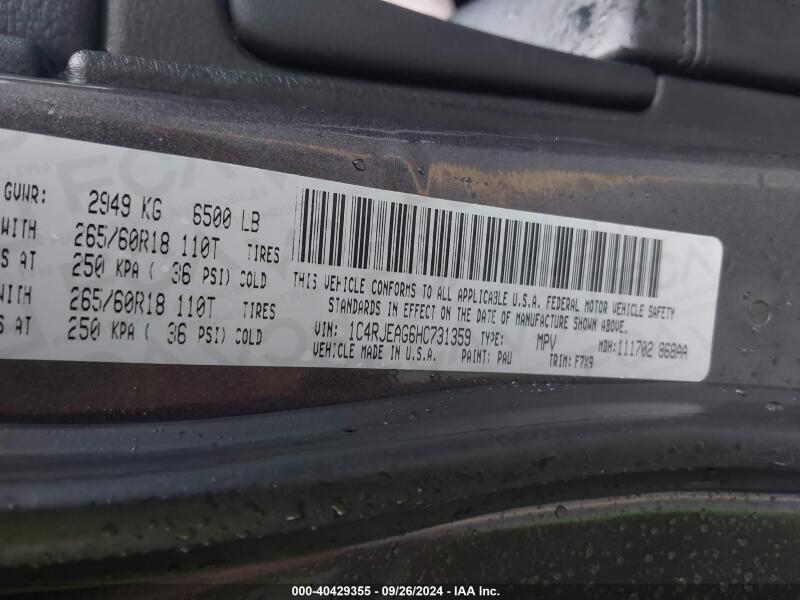 GVWR: 2949 KG 6500 LB
WITH 265/60R18 110T TIRES
S AT 250 KPA ( 36 PSI) COLD
WITH 265/60R18 110T TIRES
S AT 250 KPA ( 36 PSI) COLD
THIS VEHICLE CONFORMS TO ALL APPLICABLE U.S.A. FEDERAL MOTOR VEHICLE SAFETY
STANDARDS IN EFFECT ON THE DATE OF MANUFACTURE SHOWN ABOVE.
VIN: 1C4RJEAG6HC731359 TYPE: MPV MDH:111702 868AA
VEHICLE MADE IN U.S.A. PAINT: PAU TRIM: F7X9
000-40429355 - 09/26/2024 - IAA Inc.